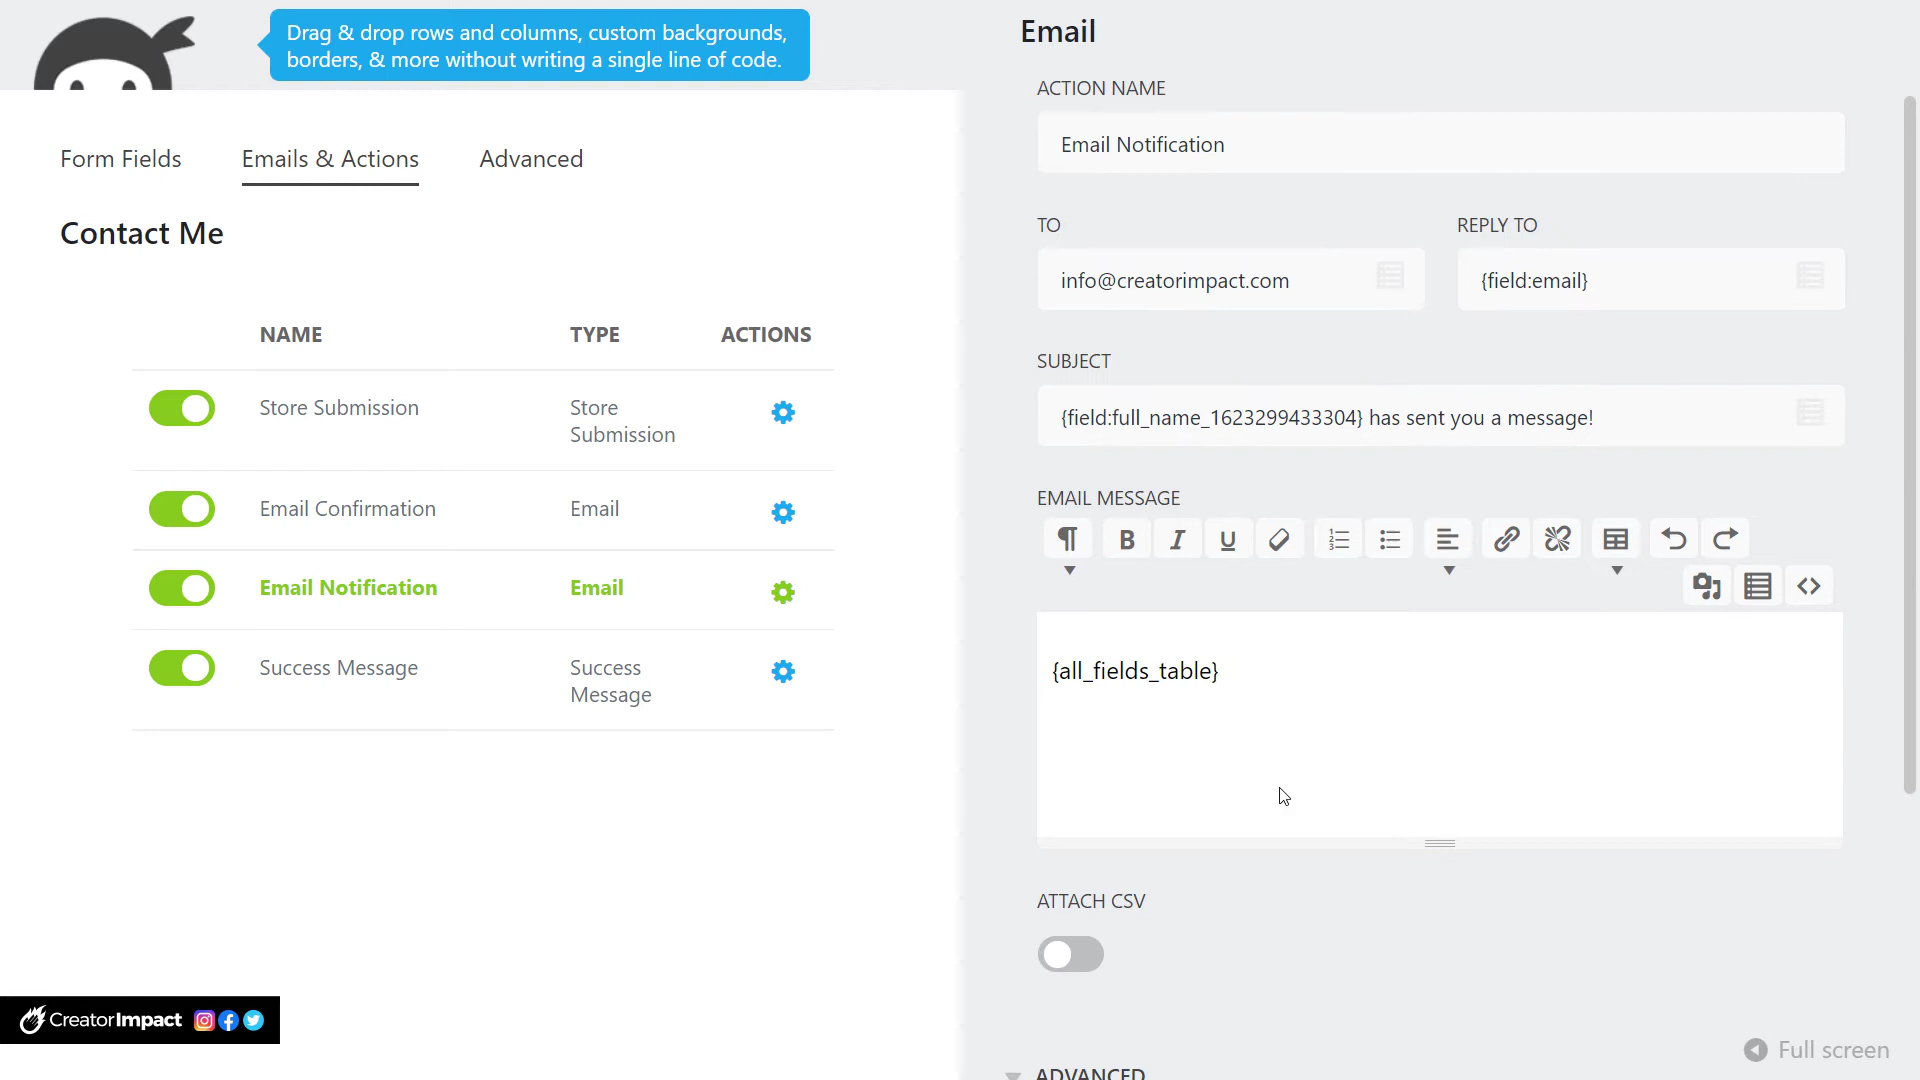 Drag & drop rows and columns, custom backgrounds,
borders, & more without writing a single line of code.
Form Fields
Emails & Actions
Advanced
Contact Me
NAME
TYPE
ACTIONS
Store Submission
Store
Submission
Email Confirmation
Email
Email Notification
Email
Success Message
Success
Message
CreatorImpact
Email
ACTION NAME
Email Notification
TO
REPLY TO
info@creatorimpact.com
{field:email}
SUBJECT
{field:full_name_1623299433304} has sent you a message!
EMAIL MESSAGE
B
I
U
{all_fields_table}
ATTACH CSV
Full screen
ADVANCED